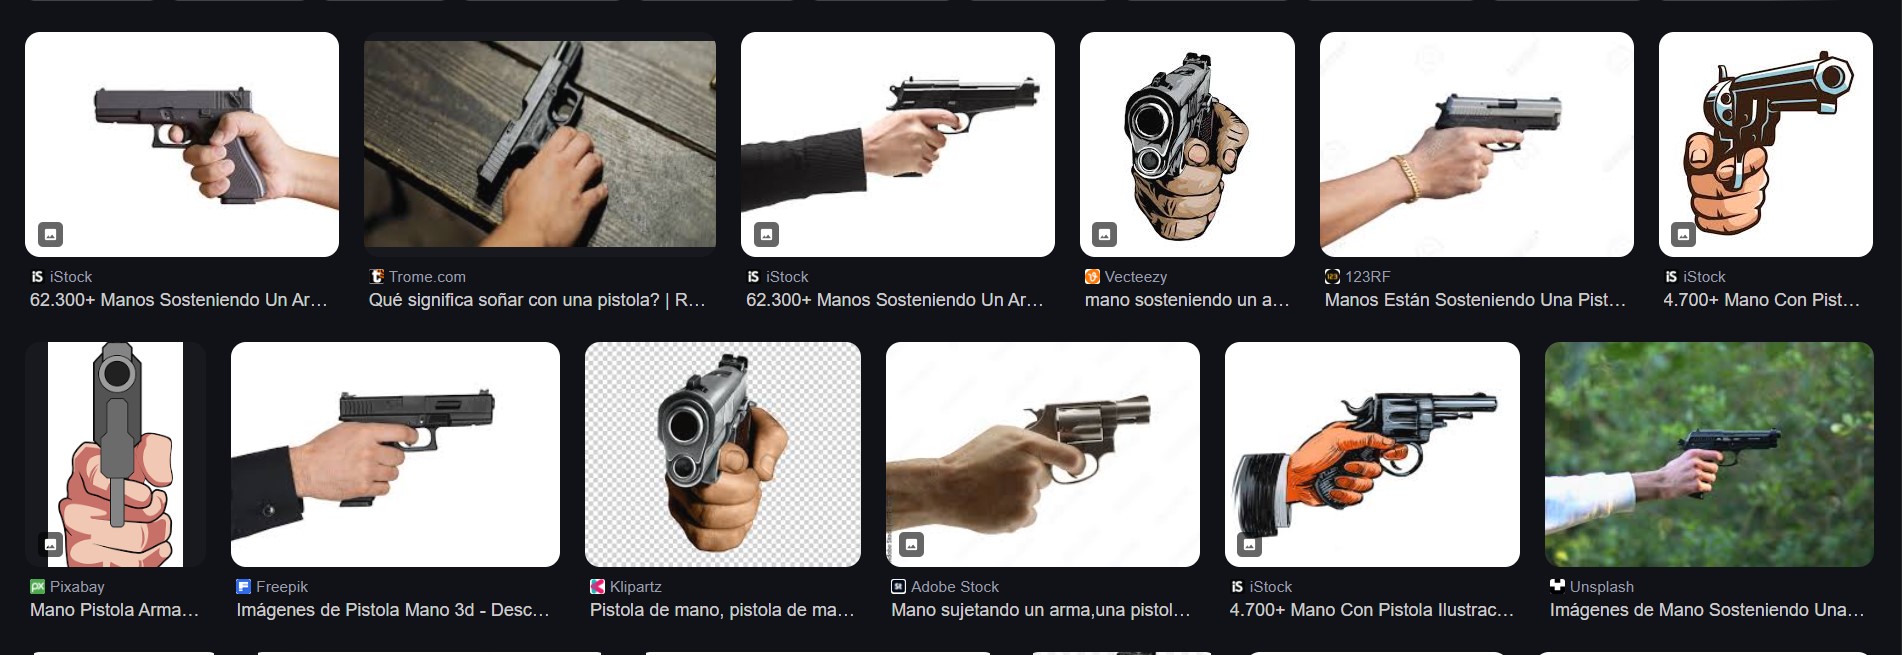 iStock
62.300+ Manos Sosteniendo Un Ar...
Trome.com
Qué significa soñar con una pistola? | R...
iStock
62.300+ Manos Sosteniendo Un Ar...
Vecteezy
mano sosteniendo un a...
123RF
Manos Están Sosteniendo Una Pist...
iStock
4.700+ Mano Con Pist...
Pixabay
Mano Pistola Arma...
Freepik
Imágenes de Pistola Mano 3d - Desc...
Klipartz
Pistola de mano, pistola de ma...
Adobe Stock
Mano sujetando un arma,una pistol...
iStock
4.700+ Mano Con Pistola Ilustrac...
Unsplash
Imágenes de Mano Sosteniendo Una...